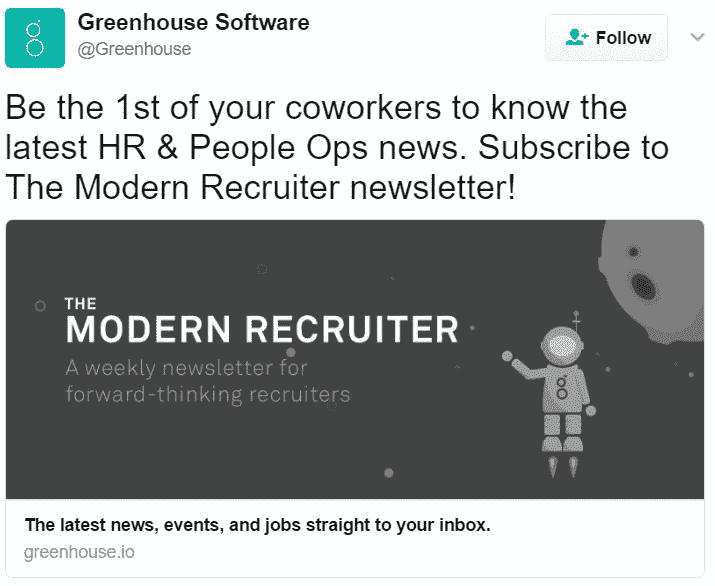 Greenhouse Software
@Greenhouse
Follow
Be the 1st of your coworkers to know the
latest HR & People Ops news. Subscribe to
The Modern Recruiter newsletter!
THE
MODERN RECRUITER
A weekly newsletter for
forward-thinking recruiters
The latest news, events, and jobs straight to your inbox.
greenhouse.io